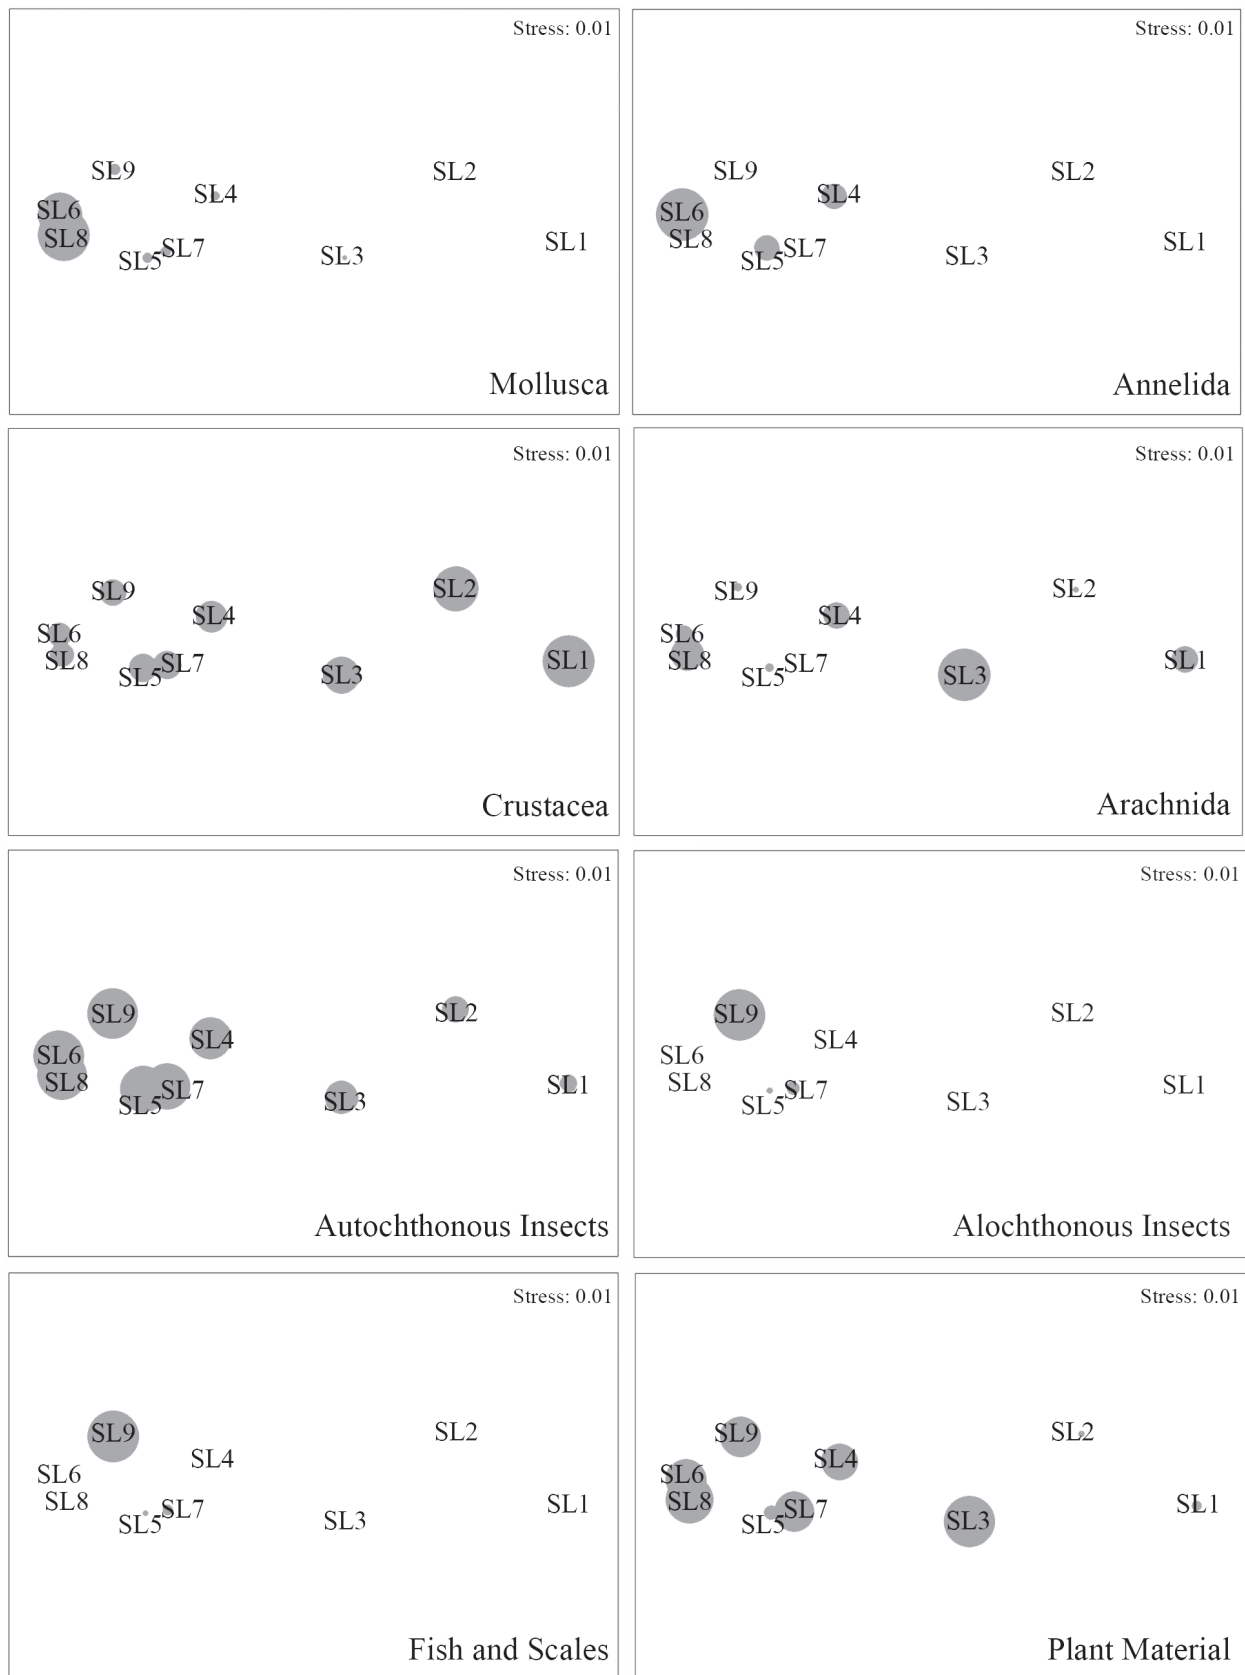 Stress: 0.01
SL9
SL4
SL2
SL6
SL8
SL5
SL7
SL3
SL1
Mollusca
Stress: 0.01
SL9
SL4
SL2
SL6
SL8
SL5
SL7
SL3
SL1
Annelida
Stress: 0.01
SL9
SL4
SL2
SL6
SL8
SL5
SL7
SL3
SL1
Crustacea
Stress: 0.01
SL9
SL4
SL2
SL6
SL8
SL5
SL7
SL3
SL1
Arachnida
Stress: 0.01
SL9
SL4
SL2
SL6
SL8
SL5
SL7
SL3
SL1
Autochthonous Insects
Stress: 0.01
SL9
SL4
SL2
SL6
SL8
SL5
SL7
SL3
SL1
Alochthonous Insects
Stress: 0.01
SL9
SL4
SL2
SL6
SL8
SL5
SL7
SL3
SL1
Fish and Scales
Stress: 0.01
SL9
SL4
SL2
SL6
SL8
SL5
SL7
SL3
SL1
Plant Material